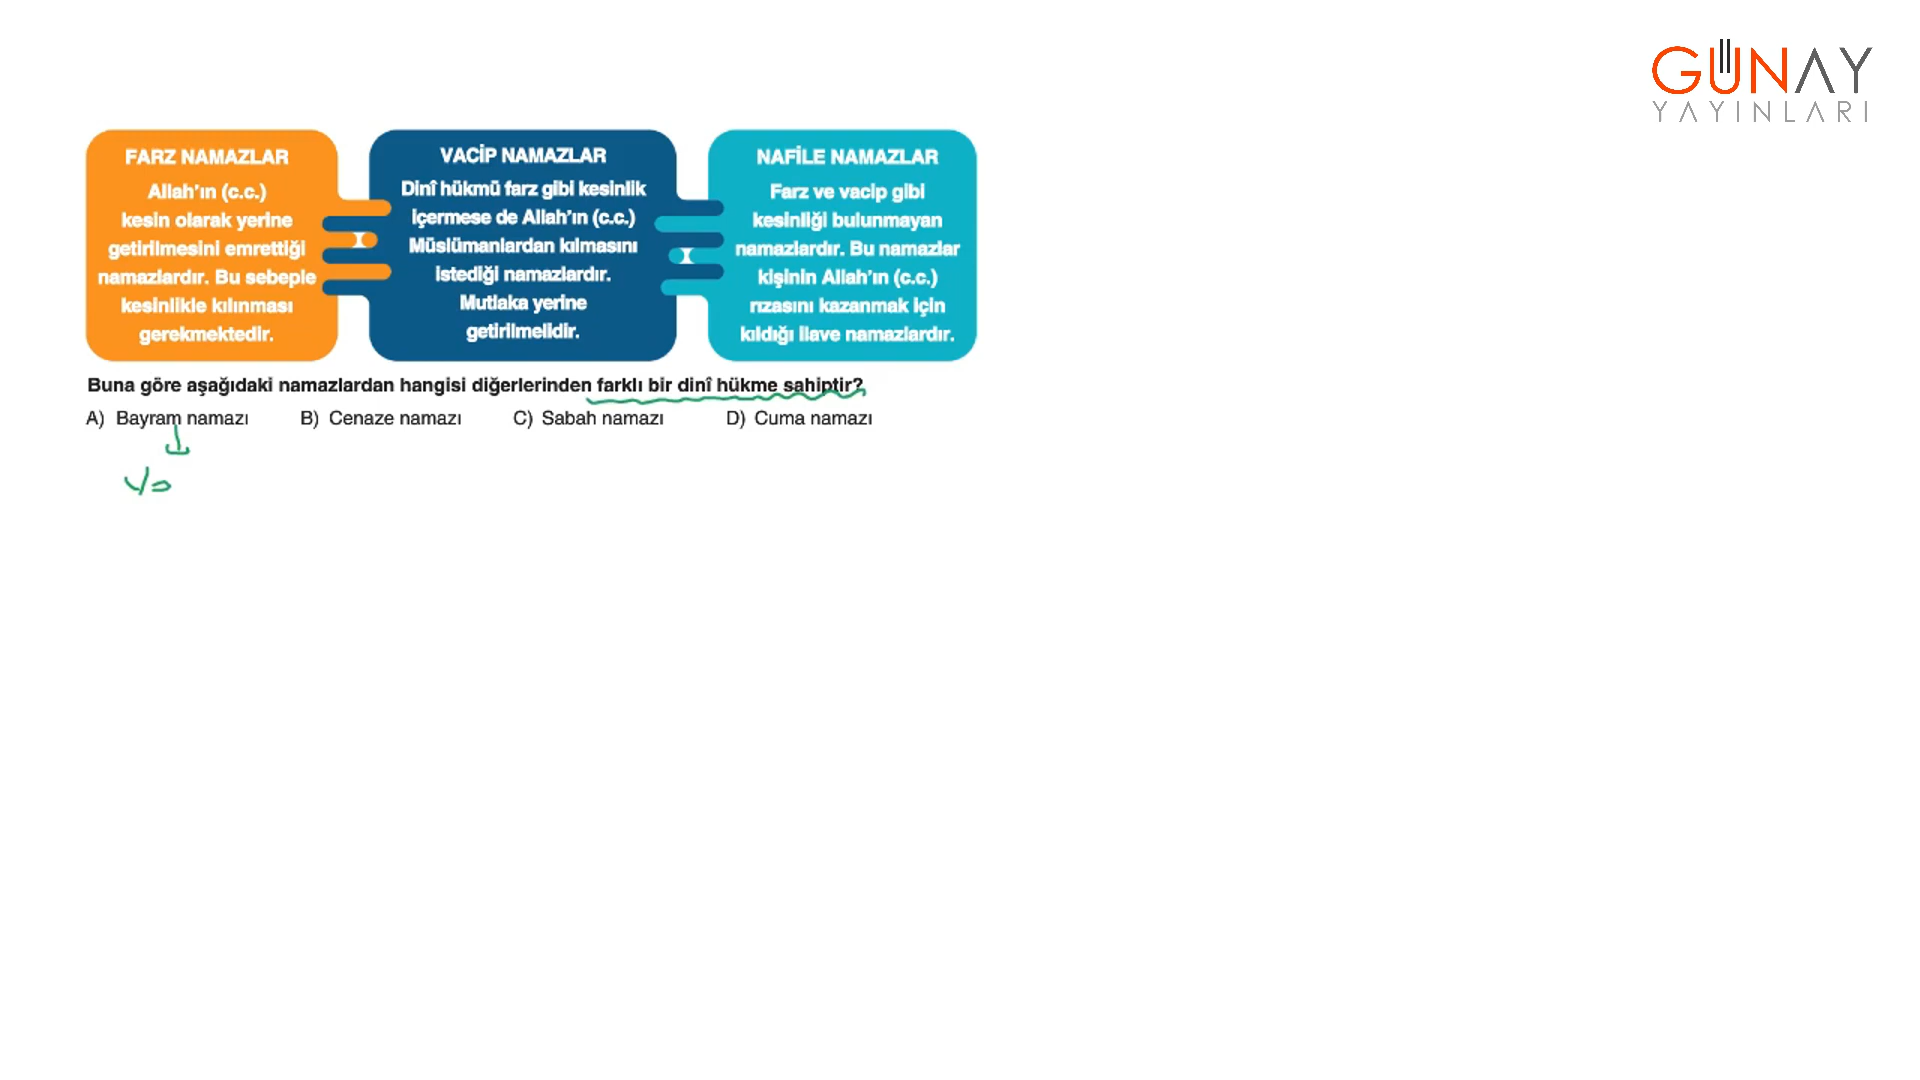 GÜNAY
YAYINLARI
FARZ NAMAZLAR
Allah'ın (c.c.)
kesin olarak yerine
getirilmesini emrettiği
namazlardır. Bu sebeple
kesinlikle kılınması
gerekmektedir.
VACİP NAMAZLAR
Dinî hükmü farz gibi kesinlik
içermese de Allah'ın (c.c.)
Müslümanlardan kılmasını
istediği namazlardır.
Mutlaka yerine
getirilmelidir.
NAFİLE NAMAZLAR
Farz ve vacip gibi
kesinliği bulunmayan
namazlardır. Bu namazlar
kişinin Allah'ın (c.c.)
rızasını kazanmak için
kıldığı ilave namazlardır.
Buna göre aşağıdaki namazlardan hangisi diğerlerinden farklı bir dinî hükme sahiptir?
A) Bayram namazı B) Cenaze namazı C) Sabah namazı D) Cuma namazı